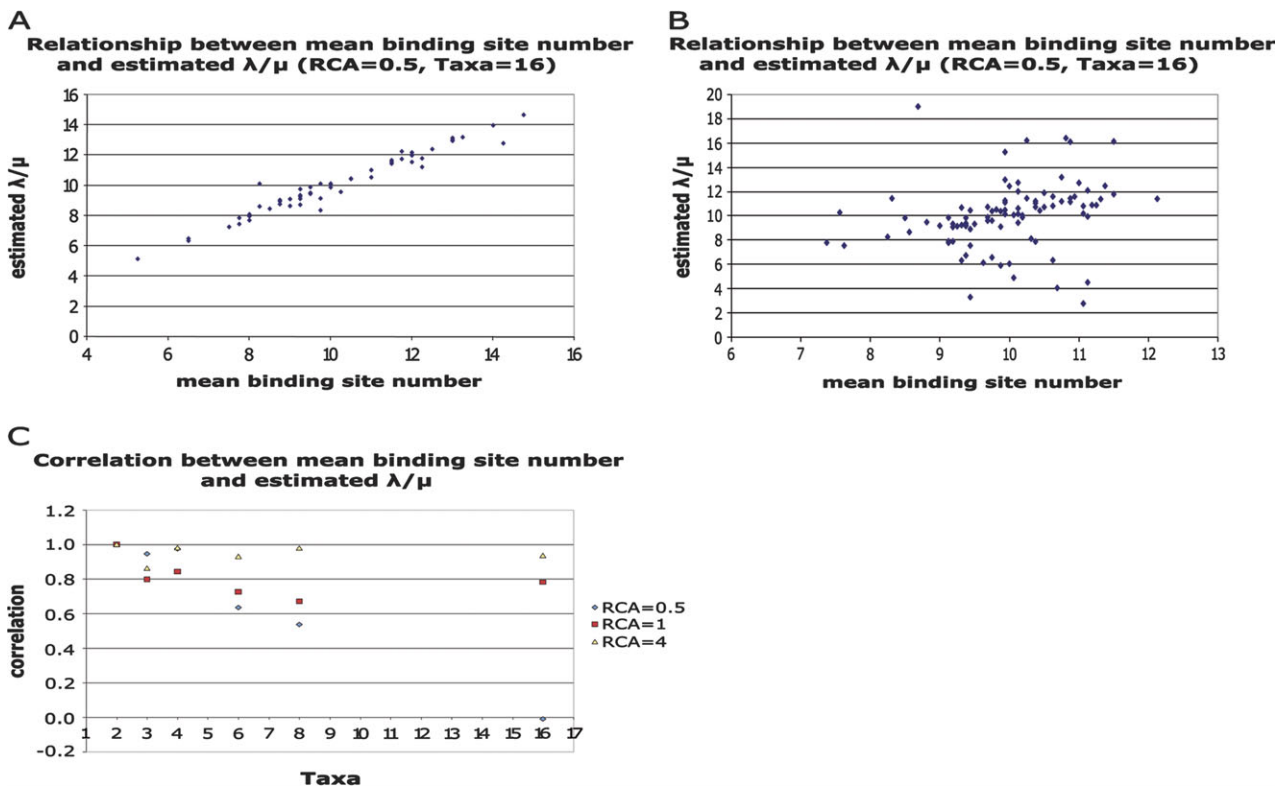 A
Relationship between mean binding site number
and estimated λ/μ (RCA=0.5, Taxa=16)
16
14
12
10
8
6
4
2
0
estimated λ/μ
4 6 8 10 12 14 16
mean binding site number
B
Relationship between mean binding site number
and estimated λ/μ (RCA=0.5, Taxa=16)
20
18
16
14
12
10
8
6
4
2
0
estimated λ/μ
6 7 8 9 10 11 12 13
mean binding site number
C
Correlation between mean binding site number
and estimated λ/μ
1.2
1.0
0.8
0.6
0.4
0.2
0.0
-0.2
correlation
1 2 3 4 5 6 7 8 9 10 11 12 13 14 15 16 17
Taxa
RCA=0.5
RCA=1
RCA=4